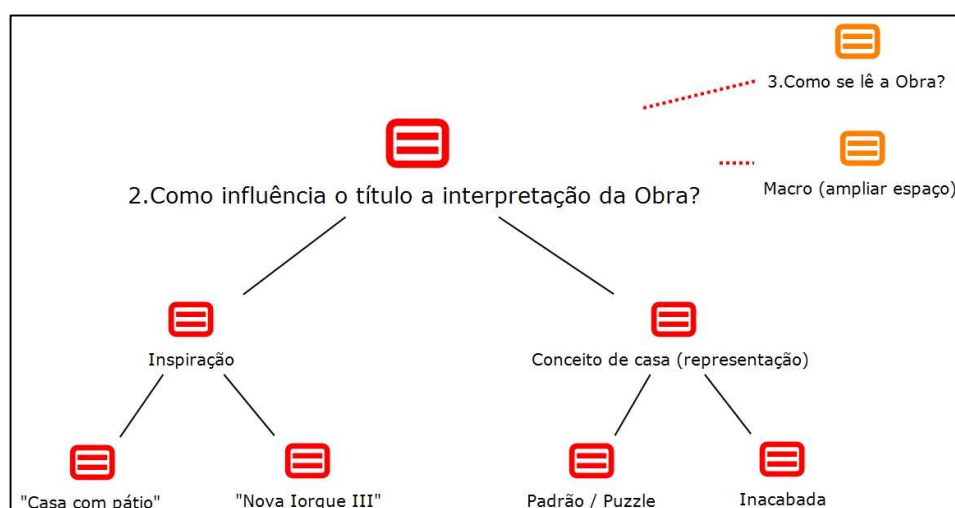 3.Como se lê a Obra?
2.Como influência o título a interpretação da Obra?
Macro (ampliar espaço)
Inspiração
Conceito de casa (representação)
"Casa com pátio"
"Nova Iorque III"
Padrão / Puzzle
Inacabada